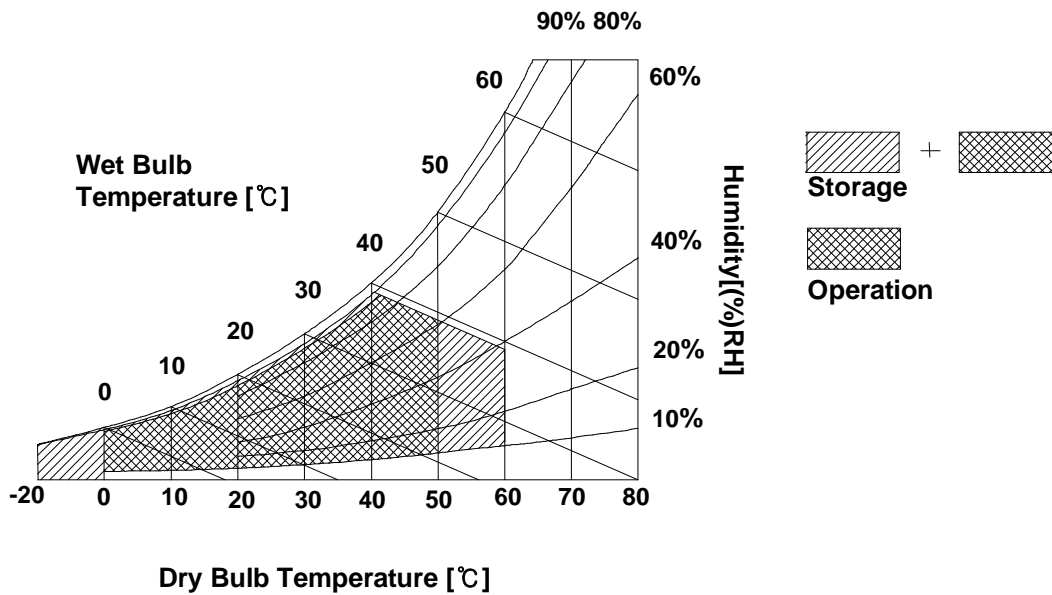 90% 80%
60
60%
50
Wet Bulb
Temperature [℃]
Storage
+
40%
40
Humidity[(%)RH]
30
Operation
20
20%
10
0
10%
-20 0 10 20 30 40 50 60 70 80
Dry Bulb Temperature [℃]